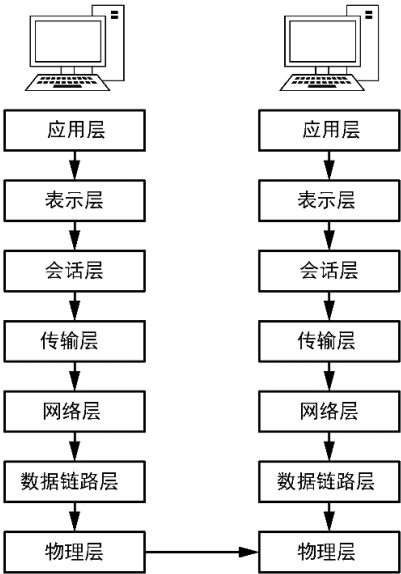 应用层
表示层
会话层
传输层
网络层
数据链路层
物理层
应用层
表示层
会话层
传输层
网络层
数据链路层
物理层